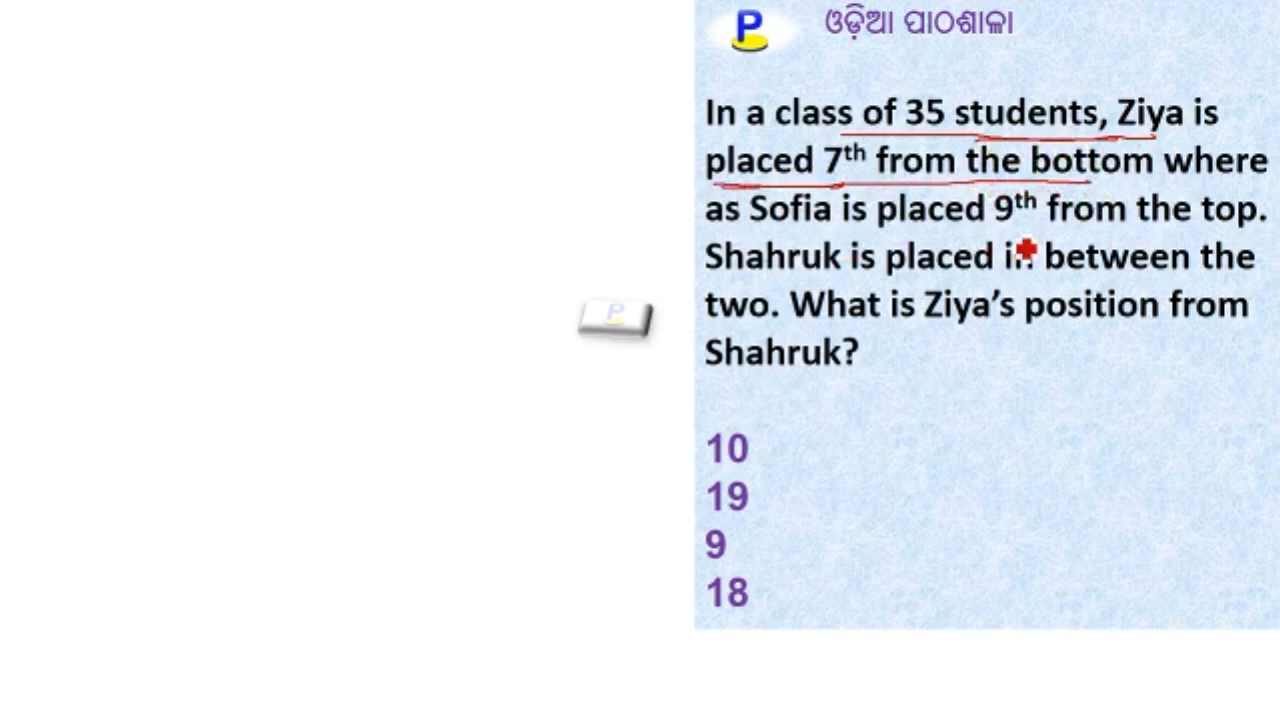 P
ଓଡ଼ିଆ ପାଠଶାଳା
In a class of 35 students, Ziya is
placed 7th from the bottom where
as Sofia is placed 9th from the top.
Shahruk is placed in between the
two. What is Ziya's position from
Shahruk?
10
19
9
18
P